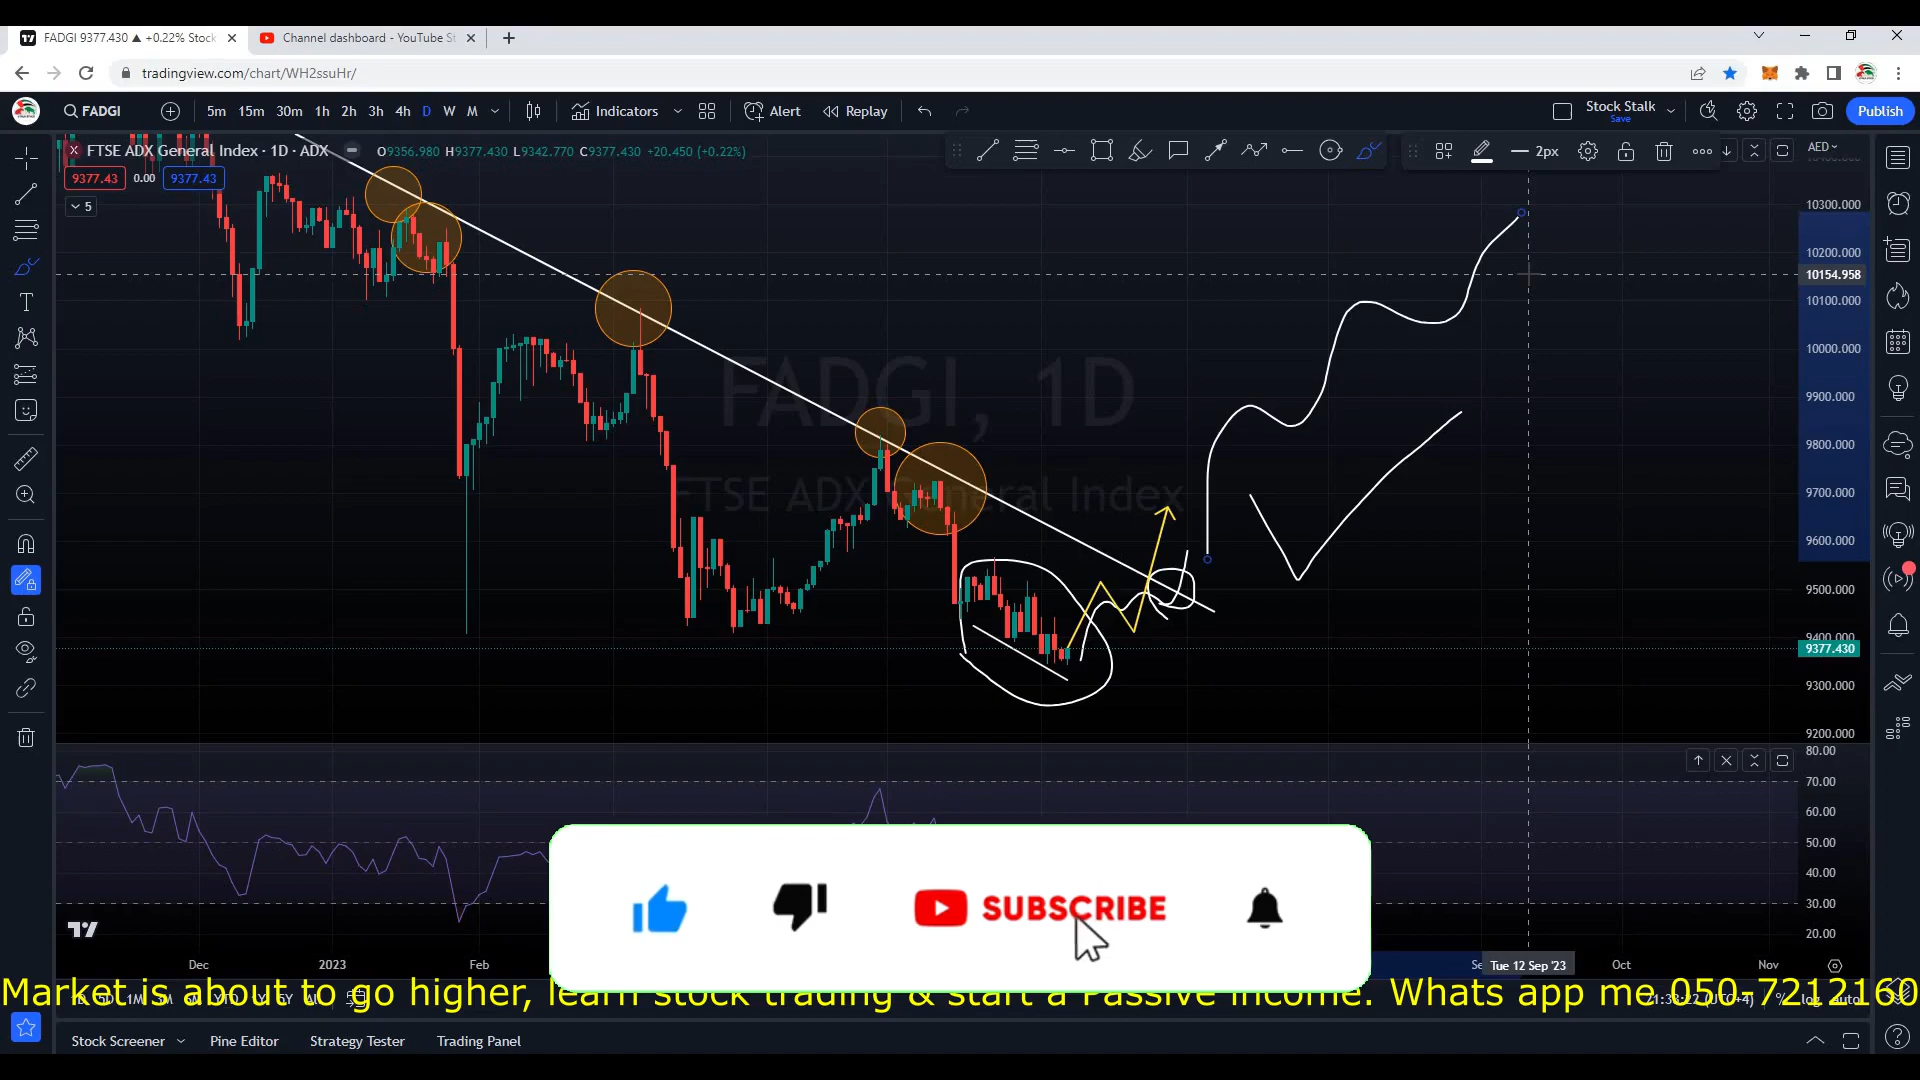 FADGI 9377.430 ▲ +0.22% Stock
Channel dashboard - YouTube St
tradingview.com/chart/WH2ssuHr/
FADGI
5m 15m 30m 1h 2h 3h 4h D W M
Indicators
Alert
Replay
Stock Stalk
Save
Publish
FTSE ADX General Index · 1D · ADX
O9356.980 H9377.430 L9342.770 C9377.430 +20.450 (+0.22%)
2px
AED
9377.43 0.00 9377.43
5
10300.000
10200.000
10154.958
10100.000
10000.000
9900.000
9800.000
9700.000
9600.000
9500.000
9400.000
9377.430
9300.000
9200.000
FADGI, 1D
FTSE ADX General Index
80.00
70.00
60.00
50.00
40.00
30.00
20.00
SUBSCRIBE
Dec 2023 Feb
Tue 12 Sep '23
Oct Nov
Market is about to go higher, learn stock trading & start a Passive income. Whats app me 050-7212160
Stock Screener Pine Editor Strategy Tester Trading Panel